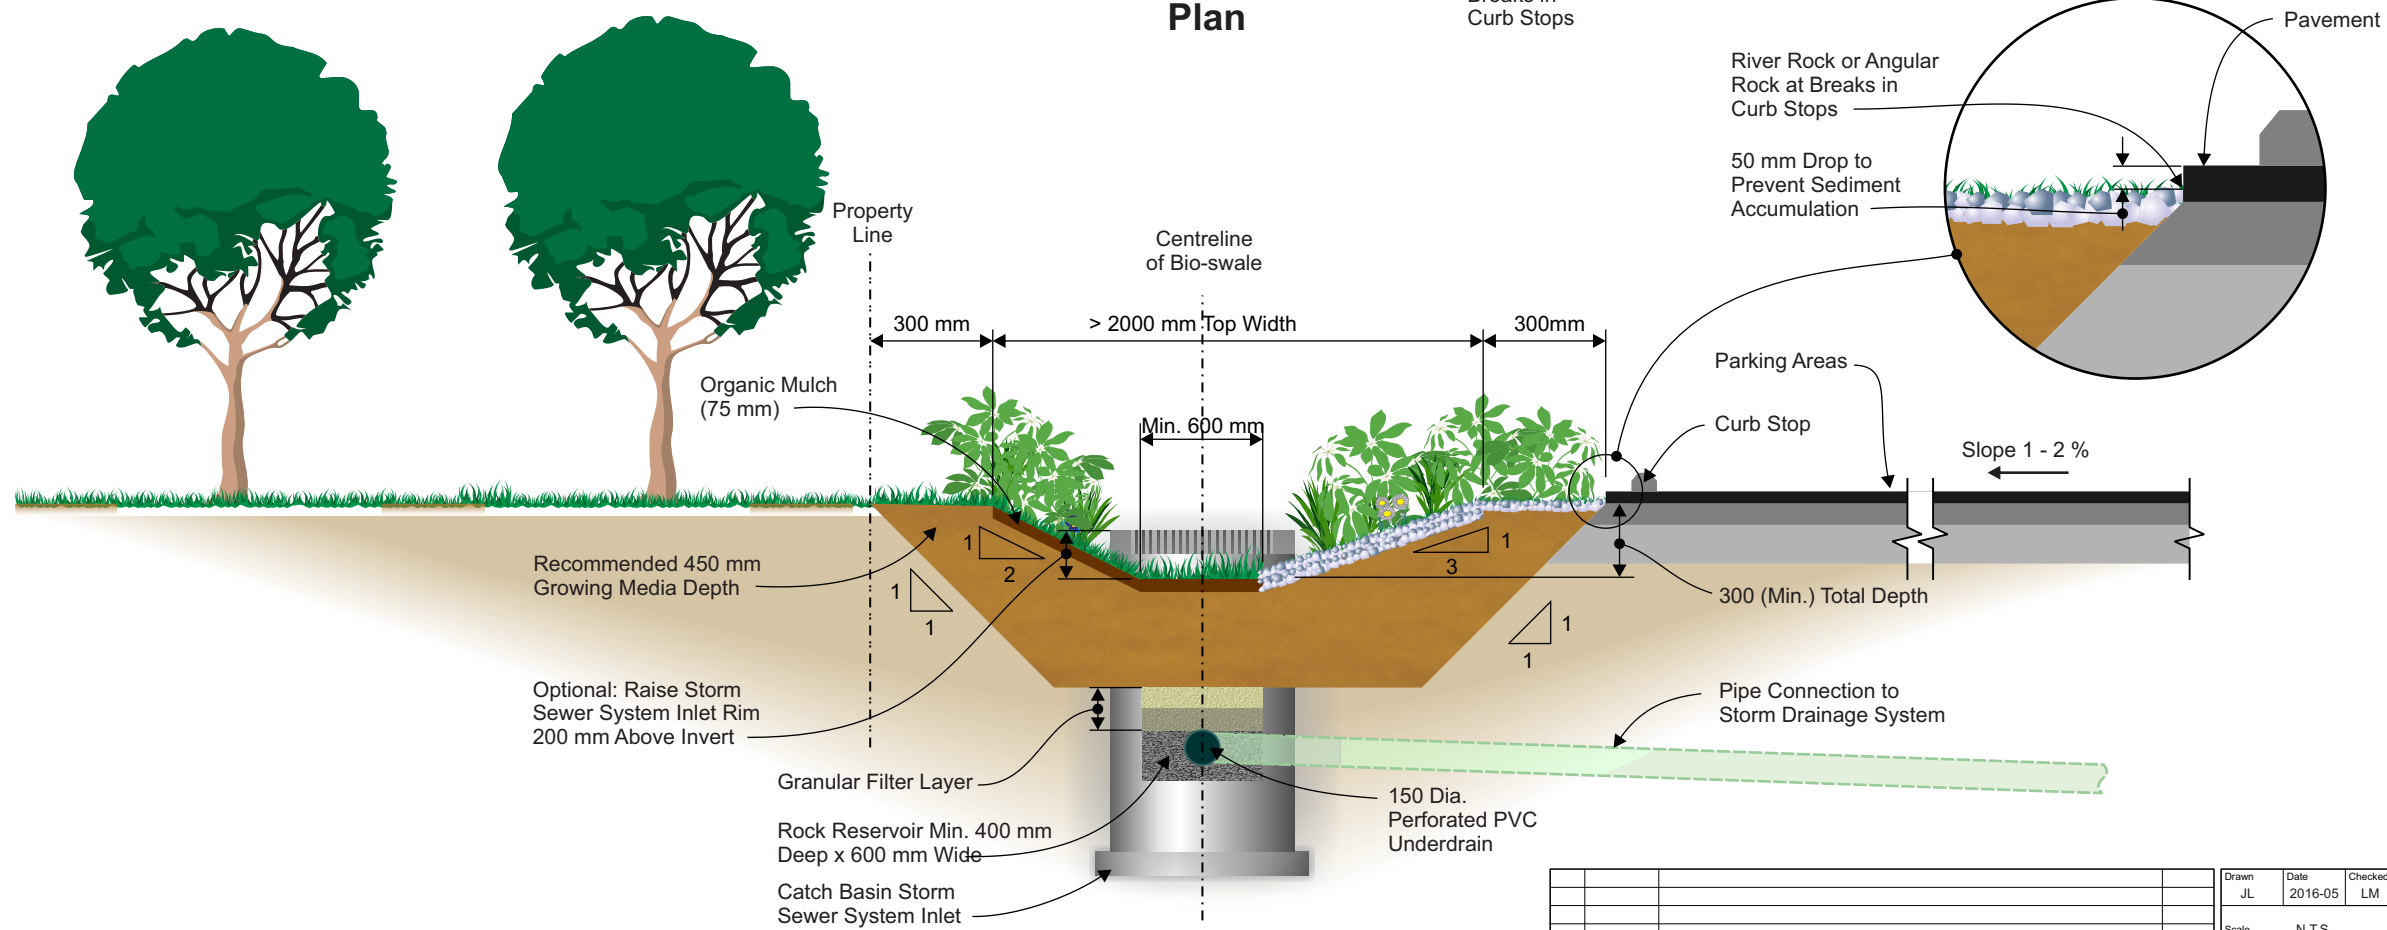 Plan
Curb Stops
Pavement
River Rock or Angular
Rock at Breaks in
Curb Stops
50 mm Drop to
Prevent Sediment
Accumulation
Property
Line
Centreline
of Bio-swale
300 mm
> 2000 mm Top Width
300mm
Organic Mulch
(75 mm)
Min. 600 mm
Parking Areas
Curb Stop
Slope 1 - 2 %
1
2
1
3
Recommended 450 mm
Growing Media Depth
1
1
1
1
300 (Min.) Total Depth
Optional: Raise Storm
Sewer System Inlet Rim
200 mm Above Invert
Pipe Connection to
Storm Drainage System
Granular Filter Layer
150 Dia.
Perforated PVC
Underdrain
Rock Reservoir Min. 400 mm
Deep x 600 mm Wide
Catch Basin Storm
Sewer System Inlet
Drawn Date Checked
JL 2016-05 LM
Scale N.T.S.